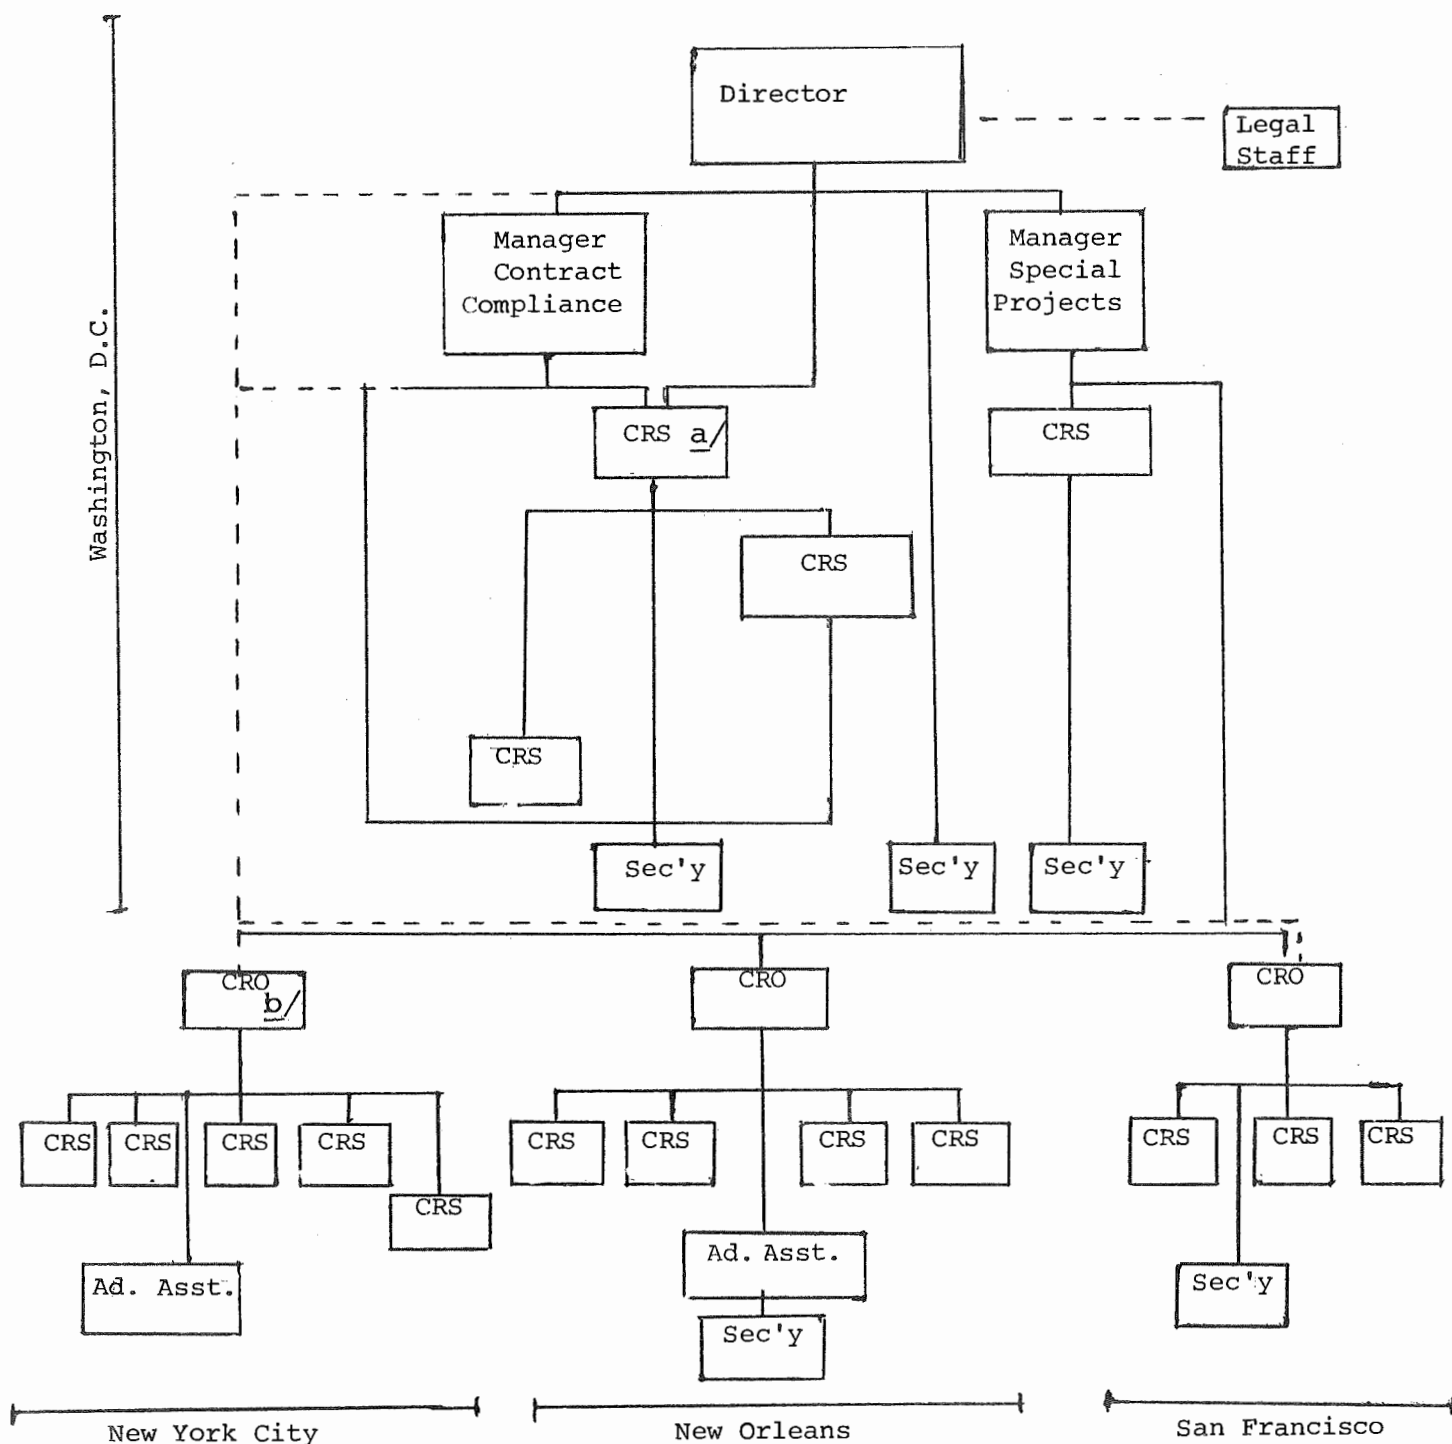 Director
Legal
Staff
Manager
Contract
Compliance
Manager
Special
Projects
Washington, D.C.
CRS a/
CRS
CRS
CRS
Sec'y
Sec'y
Sec'y
CRO
b/
CRO
CRO
CRS
CRS
CRS
CRS
CRS
CRS
CRS
CRS
CRS
CRS
CRS
CRS
Ad. Asst.
Ad. Asst.
Sec'y
Sec'y
New York City
New Orleans
San Francisco